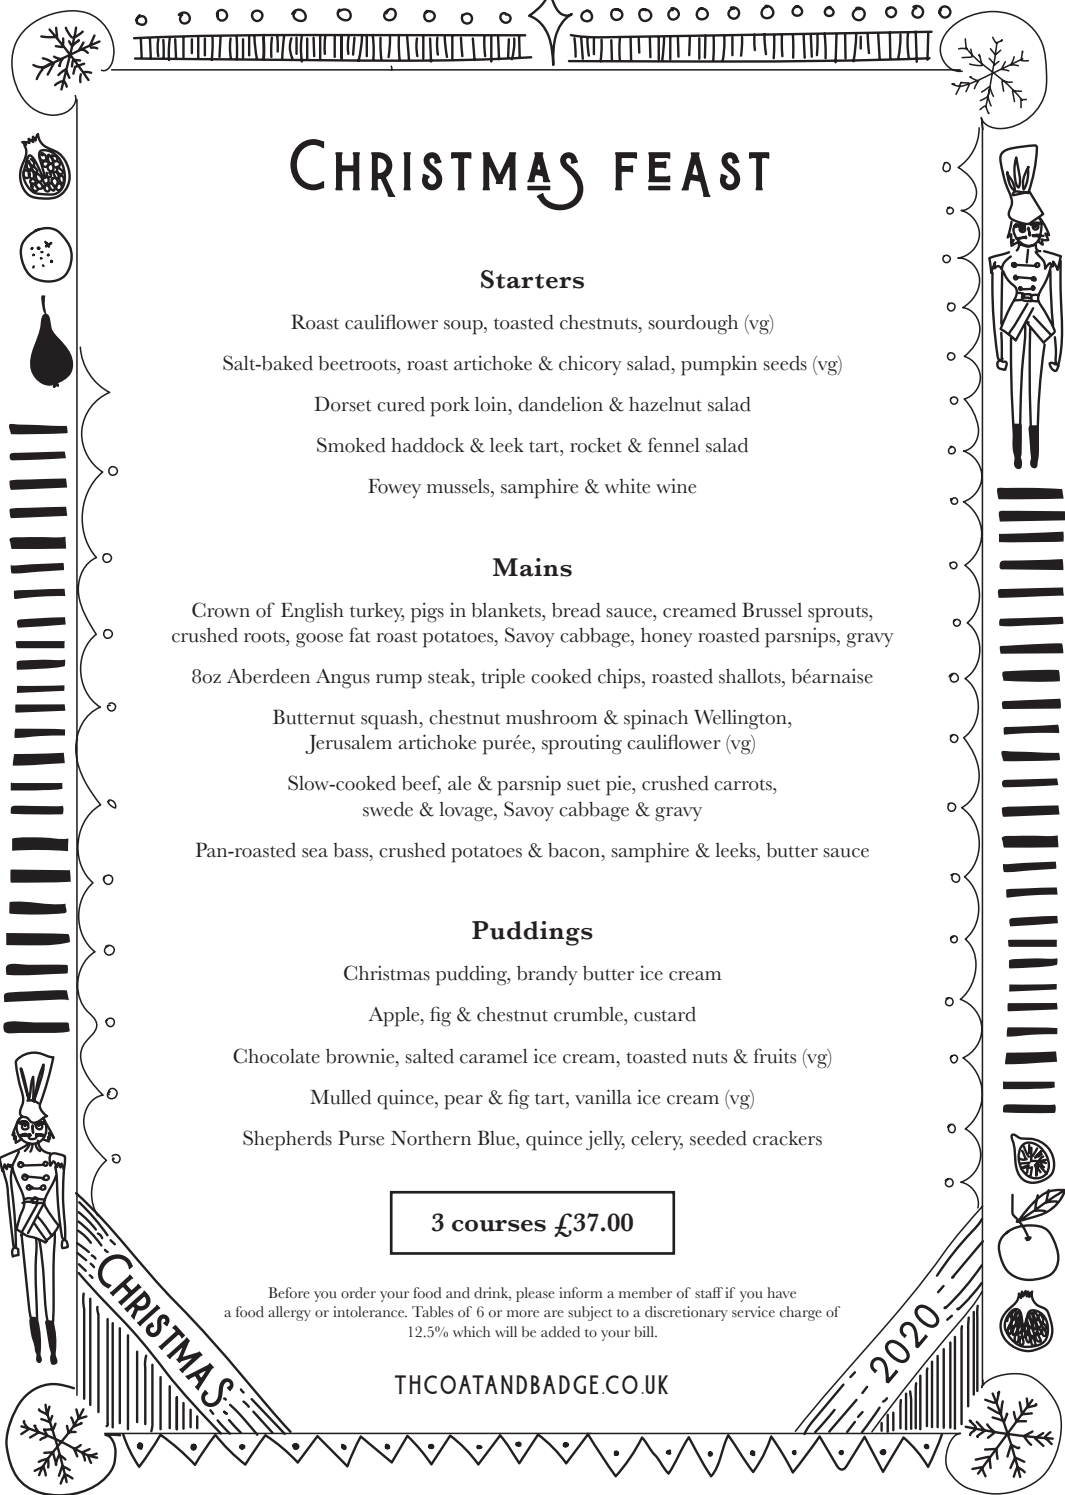 Christmas feast
Starters
Roast cauliflower soup, toasted chestnuts, sourdough (vg)
Salt-baked beetroots, roast artichoke & chicory salad, pumpkin seeds (vg)
Dorset cured pork loin, dandelion & hazelnut salad
Smoked haddock & leek tart, rocket & fennel salad
Fowey mussels, samphire & white wine
Mains
Crown of English turkey, pigs in blankets, bread sauce, creamed Brussel sprouts,
crushed roots, goose fat roast potatoes, Savoy cabbage, honey roasted parsnips, gravy
8oz Aberdeen Angus rump steak, triple cooked chips, roasted shallots, béarnaise
Butternut squash, chestnut mushroom & spinach Wellington,
Jerusalem artichoke purée, sprouting cauliflower (vg)
Slow-cooked beef, ale & parsnip suet pie, crushed carrots,
swede & lovage, Savoy cabbage & gravy
Pan-roasted sea bass, crushed potatoes & bacon, samphire & leeks, butter sauce
Puddings
Christmas pudding, brandy butter ice cream
Apple, fig & chestnut crumble, custard
Chocolate brownie, salted caramel ice cream, toasted nuts & fruits (vg)
Mulled quince, pear & fig tart, vanilla ice cream (vg)
Shepherds Purse Northern Blue, quince jelly, celery, seeded crackers
3 courses £37.00
Before you order your food and drink, please inform a member of staff if you have
a food allergy or intolerance. Tables of 6 or more are subject to a discretionary service charge of
12.5% which will be added to your bill.
THCOATANDBADGE.CO.UK
CHRISTMAS
2020